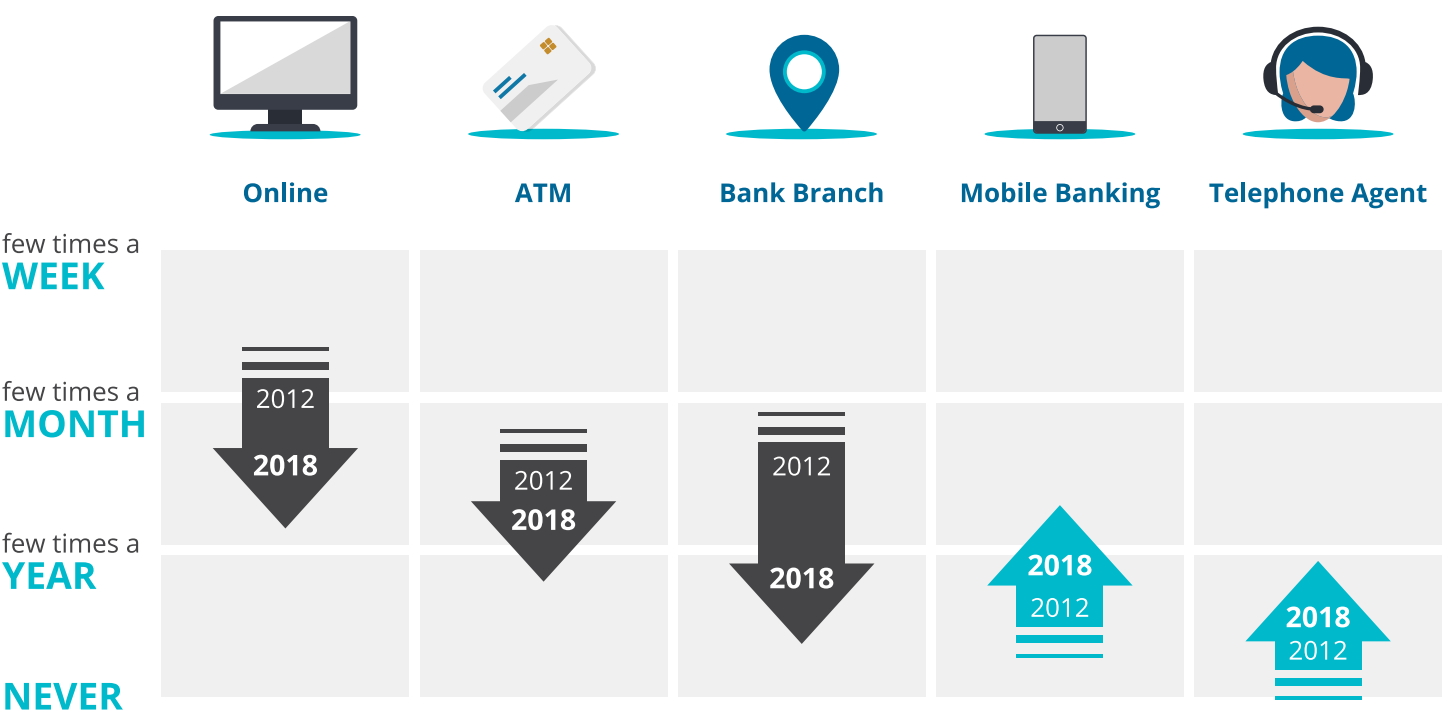 Online
ATM
Bank Branch
Mobile Banking
Telephone Agent
few times a
WEEK
few times a
MONTH
few times a
YEAR
NEVER
2012
2018
2012
2018
2012
2018
2018
2012
2018
2012